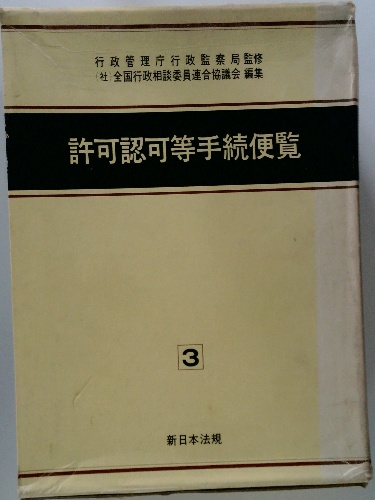 行政管理庁行政監察局監修
(社)全国行政相談委員連合協議会 編集
許可認可等手続便覧
3
新日本法規